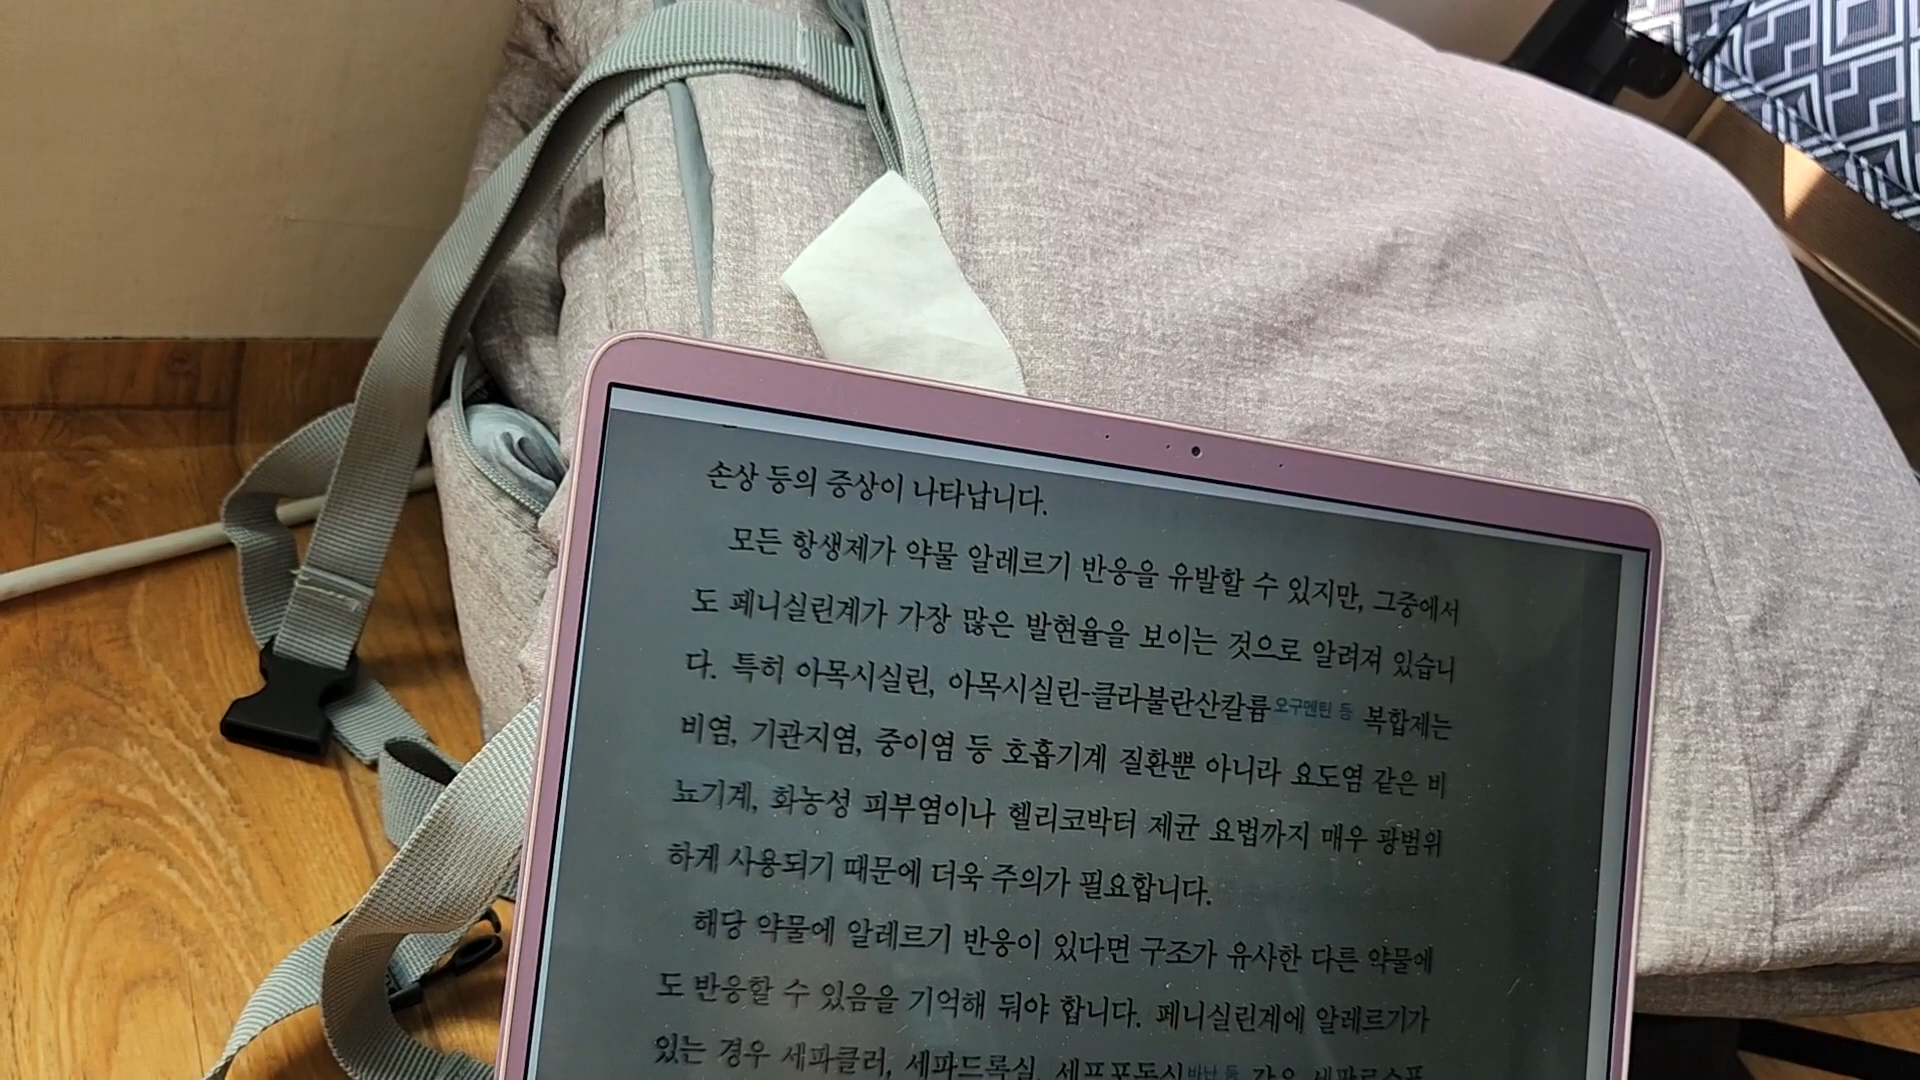 손상 등의 증상이 나타납니다.
모든 항생제가 약물 알레르기 반응을 유발할 수 있지만, 그중에서
도 페니실린계가 가장 많은 발현율을 보이는 것으로 알려져 있습니
다. 특히 아목시실린, 아목시실린-클라불란산칼륨오구멘틴 등 복합제는
비염, 기관지염, 중이염 등 호흡기계 질환뿐 아니라 요도염 같은 비
뇨기계, 화농성 피부염이나 헬리코박터 제균 요법까지 매우 광범위
하게 사용되기 때문에 더욱 주의가 필요합니다.
해당 약물에 알레르기 반응이 있다면 구조가 유사한 다른 약물에
도 반응할 수 있음을 기억해 둬야 합니다. 페니실린계에 알레르기가
있는 경우 세파클러, 세파드록실, 세프포독시바난 등 같은